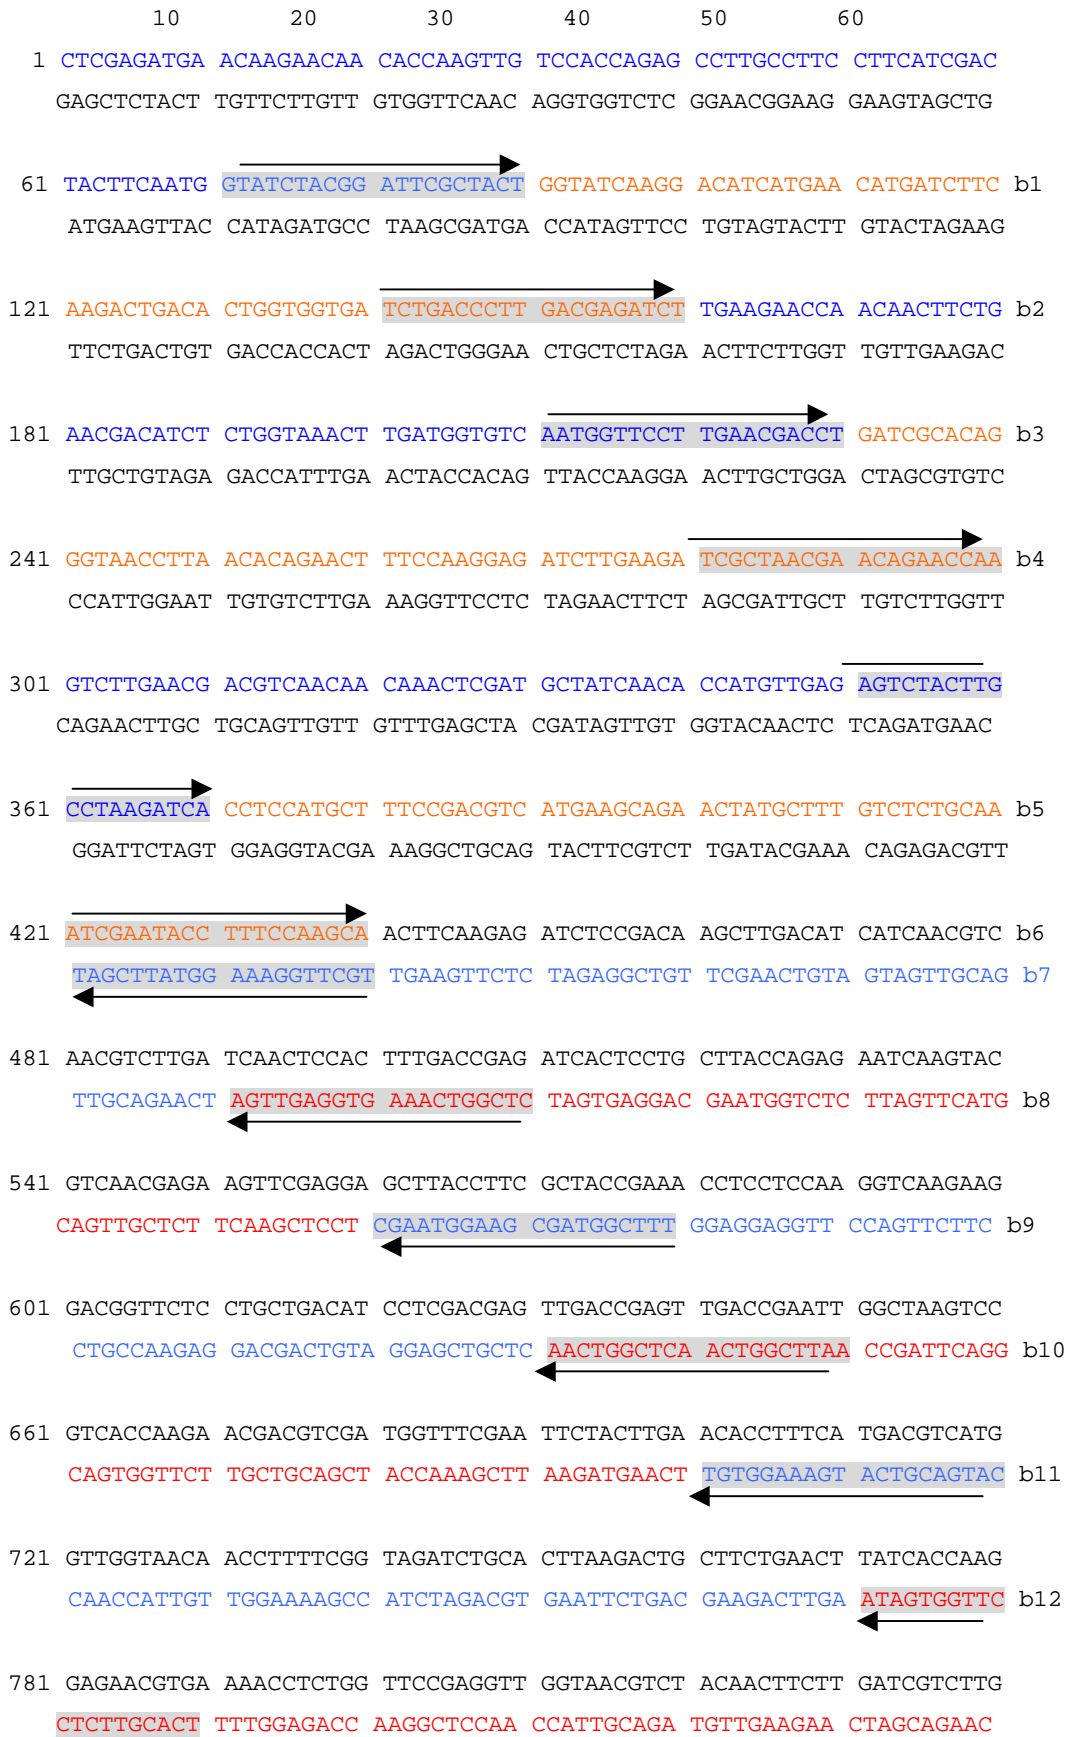 10 20 30 40 50 60
1 CTCGAGATGA ACAAGAACAA CACCAAGTTG TCCACCAGAG CCTTGCCTTC CTTCATCGAC
GAGCTCTACT TGTTCTTGTT GTGGTTCAAC AGGTGGTCTC GGAACGGAAG GAAGTAGCTG
61 TACTTCAATG GTATCTACGG ATTCGCTACT GGTATCAAGG ACATCATGAA CATGATCTTC b1
ATGAAGTTAC CATAGATGCC TAAGCGATGA CCATAGTTCC TGTAGTACTT GTACTAGAAG
121 AAGACTGACA CTGGTGGTGA TCTGACCCTT GACGAGATCT TGAAGAACCA ACAACTTCTG b2
TTCTGACTGT GACCACCACT AGACTGGGAA CTGCTCTAGA ACTTCTTGGT TGTTGAAGAC
181 AACGACATCT CTGGTAAACT TGATGGTGTC AATGGTTCCT TGAACGACCT GATCGCACAG b3
TTGCTGTAGA GACCATTTGA ACTACCACAG TTACCAAGGA ACTTGCTGGA CTAGCGTGTC
241 GGTAACCTTA ACACAGAACT TTCCAAGGAG ATCTTGAAGA TCGCTAACGA ACAGAACCAA b4
CCATTGGAAT TGTGTCTTGA AAGGTTCCTC TAGAACTTCT AGCGATTGCT TGTCTTGGTT
301 GTCTTGAACG ACGTCAACAA CAAACTCGAT GCTATCAACA CCATGTTGAG AGTCTACTTG
CAGAACTTGC TGCAGTTGTT GTTTGAGCTA CGATAGTTGT GGTACAACTC TCAGATGAAC
361 CCTAAGATCA CCTCCATGCT TTCCGACGTC ATGAAGCAGA ACTATGCTTT GTCTCTGCAA b5
GGATTCTAGT GGAGGTACGA AAGGCTGCAG TACTTCGTCT TGATACGAAA CAGAGACGTT
421 ATCGAATACC TTTCCAAGCA ACTTCAAGAG ATCTCCGACA AGCTTGACAT CATCAACGTC b6
TAGCTTATGG AAAGGTTCGT TGAAGTTCTC TAGAGGCTGT TCGAACTGTA GTAGTTGCAG b7
481 AACGTCTTGA TCAACTCCAC TTTGACCGAG ATCACTCCTG CTTACCAGAG AATCAAGTAC
TTGCAGAACT AGTTGAGGTG AAACTGGCTC TAGTGAGGAC GAATGGTCTC TTAGTTCATG b8
541 GTCAACGAGA AGTTCGAGGA GCTTACCTTC GCTACCGAAA CCTCCTCCAA GGTCAAGAAG
CAGTTGCTCT TCAAGCTCCT CGAATGGAAG CGATGGCTTT GGAGGAGGTT CCAGTTCTTC b9
601 GACGGTTCTC CTGCTGACAT CCTCGACGAG TTGACCGAGT TGACCGAATT GGCTAAGTCC
CTGCCAAGAG GACGACTGTA GGAGCTGCTC AACTGGCTCA ACTGGCTTAA CCGATTCAGG b10
661 GTCACCAAGA ACGACGTCGA TGGTTTCGAA TTCTACTTGA ACACCTTTCA TGACGTCATG
CAGTGGTTCT TGCTGCAGCT ACCAAAGCTT AAGATGAACT TGTGGAAAGT ACTGCAGTAC b11
721 GTTGGTAACA ACCTTTTCGG TAGATCTGCA CTTAAGACTG CTTCTGAACT TATCACCAAG
CAACCATTGT TGGAAAAGCC ATCTAGACGT GAATTCTGAC GAAGACTTGA ATAGTGGTTC b12
781 GAGAACGTGA AAACCTCTGG TTCCGAGGTT GGTAACGTCT ACAACTTCTT GATCGTCTTG
CTCTTGCACT TTTGGAGACC AAGGCTCCAA CCATTGCAGA TGTTGAAGAA CTAGCAGAAC